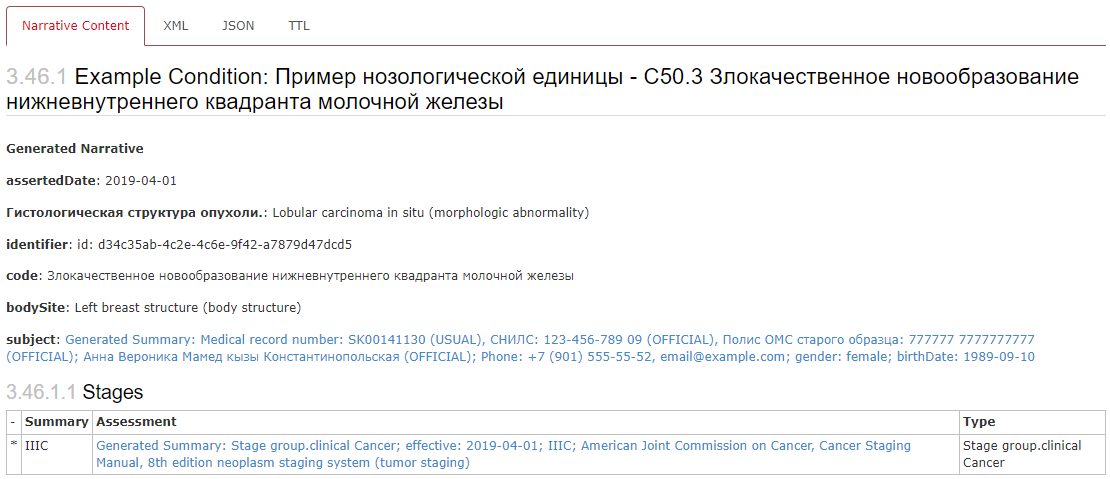 Narrative Content XML JSON TTL
3.46.1 Example Condition: Пример нозологической единицы - C50.3 Злокачественное новообразование
нижневнутреннего квадранта молочной железы
Generated Narrative
assertedDate: 2019-04-01
Гистологическая структура опухоли.: Lobular carcinoma in situ (morphologic abnormality)
identifier: id: d34c35ab-4c2e-4c6e-9f42-a7879d47dcd5
code: Злокачественное новообразование нижневнутреннего квадранта молочной железы
bodySite: Left breast structure (body structure)
subject: Generated Summary: Medical record number: SK00141130 (USUAL), СНИЛС: 123-456-789 09 (OFFICIAL), Полис ОМС старого образца: 777777 7777777777
(OFFICIAL); Анна Вероника Мамед кызы Константинопольская (OFFICIAL); Phone: +7 (901) 555-55-52, email@example.com; gender: female; birthDate: 1989-09-10
3.46.1.1 Stages
- Summary Assessment Type
* IIIC Generated Summary: Stage group.clinical Cancer; effective: 2019-04-01; IIIC; American Joint Commission on Cancer, Cancer Staging Stage group.clinical
Manual, 8th edition neoplasm staging system (tumor staging) Cancer